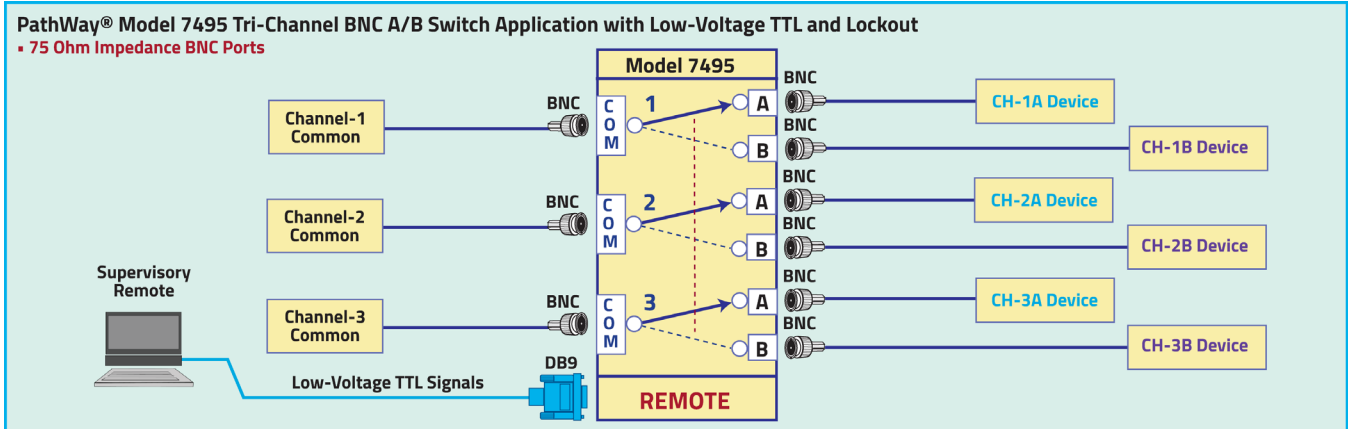 PathWay® Model 7495 Tri-Channel BNC A/B Switch Application with Low-Voltage TTL and Lockout
▪ 75 Ohm Impedance BNC Ports
Model 7495
Channel-1
Common
BNC
COM
1
A
B
BNC
CH-1A Device
BNC
CH-1B Device
Channel-2
Common
BNC
COM
2
A
B
BNC
CH-2A Device
BNC
CH-2B Device
Channel-3
Common
BNC
COM
3
A
B
BNC
CH-3A Device
BNC
CH-3B Device
Supervisory
Remote
Low-Voltage TTL Signals
DB9
REMOTE